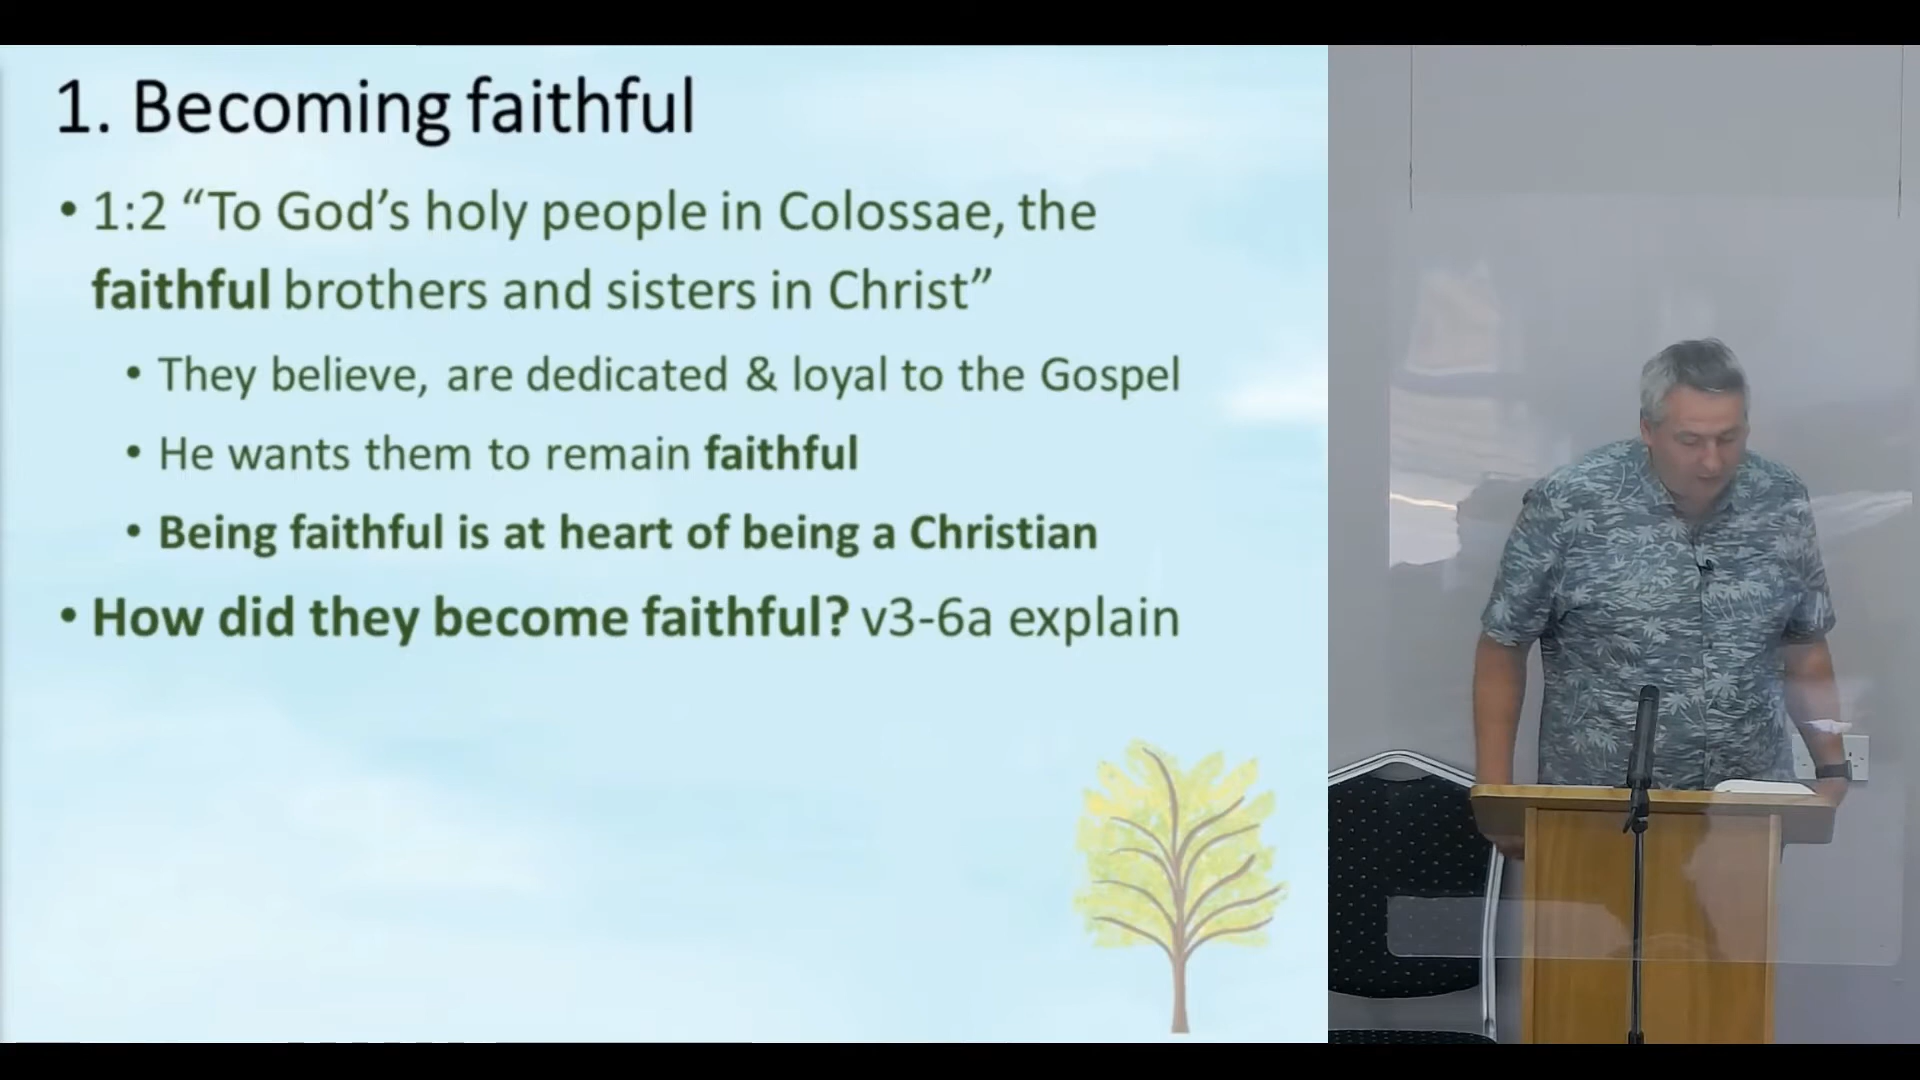 1. Becoming faithful
• 1:2 “To God’s holy people in Colossae, the
faithful brothers and sisters in Christ”
• They believe, are dedicated & loyal to the Gospel
• He wants them to remain faithful
• Being faithful is at heart of being a Christian
• How did they become faithful? v3-6a explain